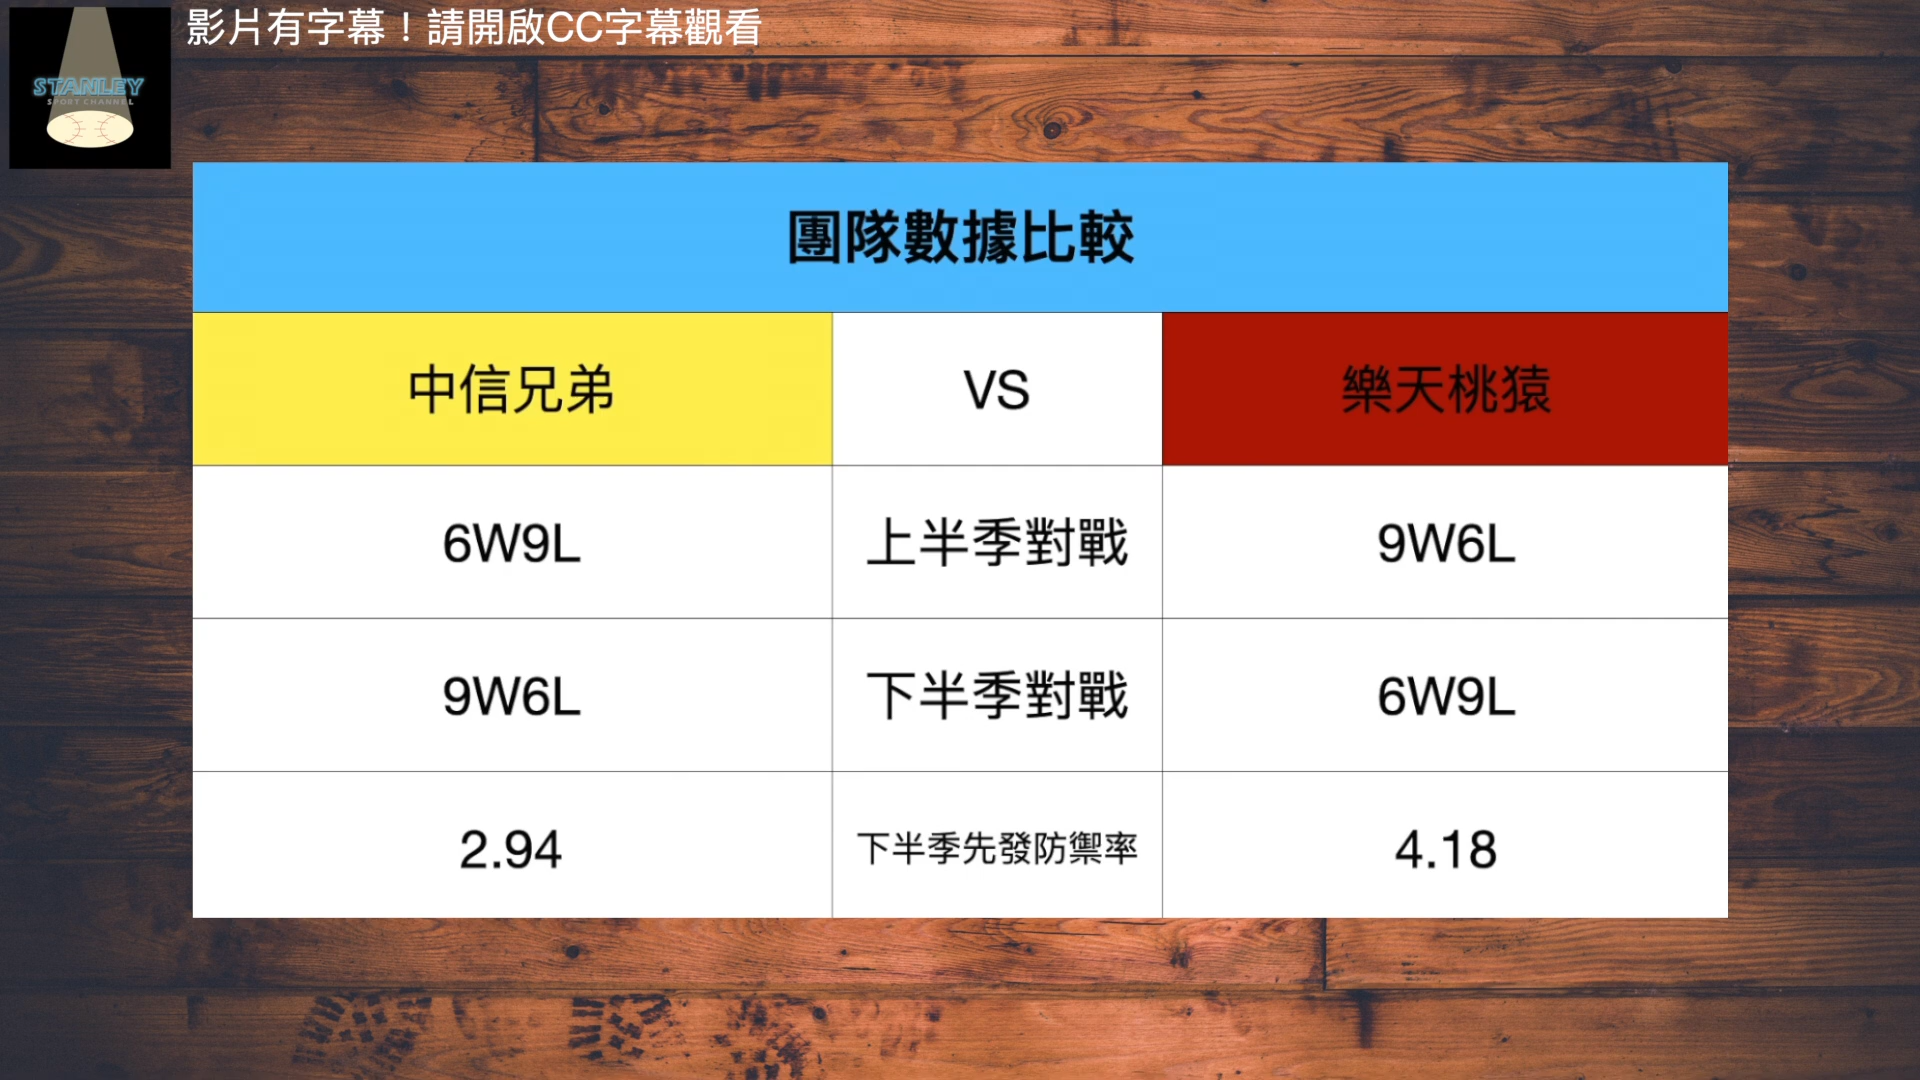 影片有字幕！請開啟CC字幕觀看
STANLEY
SPORT CHANNEL
團隊數據比較
中信兄弟 VS 樂天桃猿
6W9L 上半季對戰 9W6L
9W6L 下半季對戰 6W9L
2.94 下半季先發防禦率 4.18